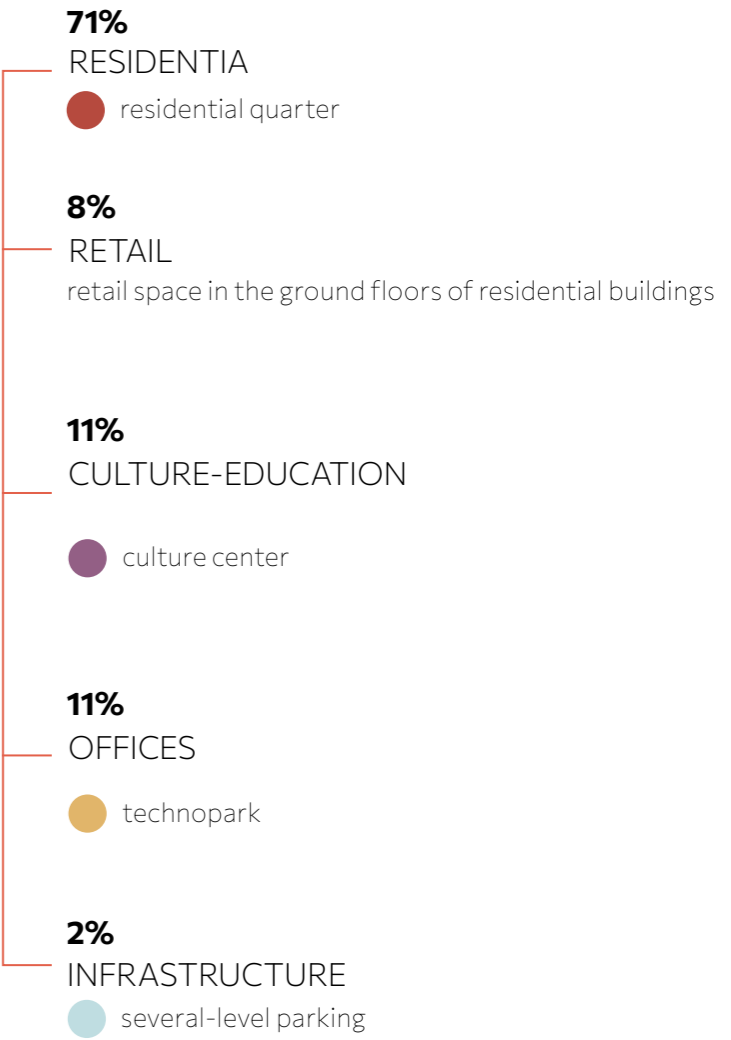 71%
RESIDENTIA
residential quarter
8%
RETAIL
retail space in the ground floors of residential buildings
11%
CULTURE-EDUCATION
culture center
11%
OFFICES
technopark
2%
INFRASTRUCTURE
several-level parking